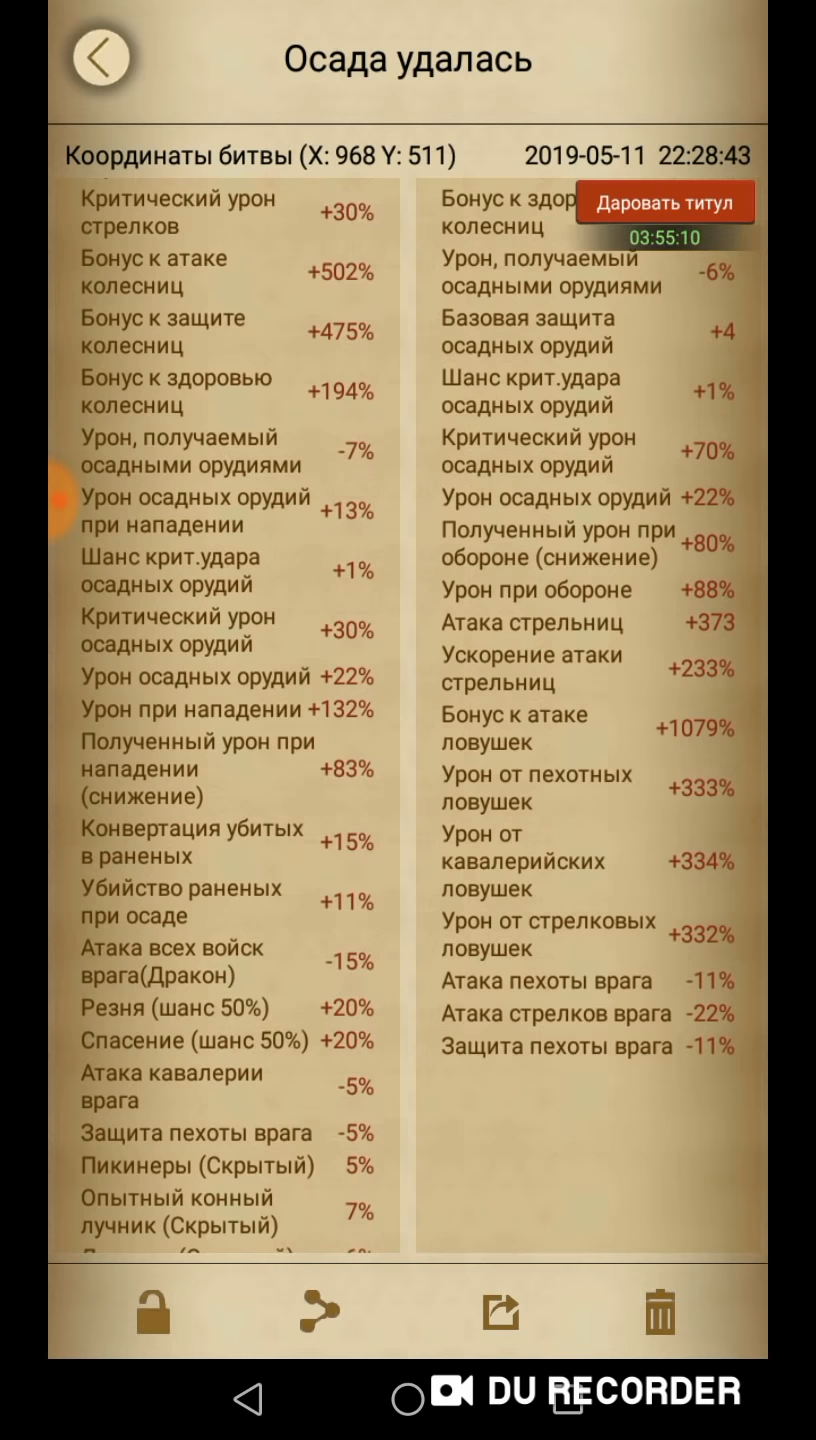 Осада удалась
Координаты битвы (X: 968 Y: 511) 2019-05-11 22:28:43
Критический урон
стрелков +30%
Бонус к атаке
колесниц +502%
Бонус к защите
колесниц +475%
Бонус к здоровью
колесниц +194%
Урон, получаемый
осадными орудиями -7%
Урон осадных орудий
при нападении +13%
Шанс крит.удара
осадных орудий +1%
Критический урон
осадных орудий +30%
Урон осадных орудий +22%
Урон при нападении +132%
Полученный урон при
нападении
(снижение) +83%
Конвертация убитых
в раненых +15%
Убийство раненых
при осаде +11%
Атака всех войск
врага(Дракон) -15%
Резня (шанс 50%) +20%
Спасение (шанс 50%) +20%
Атака кавалерии
врага -5%
Защита пехоты врага -5%
Пикинеры (Скрытый) 5%
Опытный конный
лучник (Скрытый) 7%
Бонус к здор
колесниц
Даровать титул
03:55:10
Урон, получаемый
осадными орудиями -6%
Базовая защита
осадных орудий +4
Шанс крит.удара
осадных орудий +1%
Критический урон
осадных орудий +70%
Урон осадных орудий +22%
Полученный урон при
обороне (снижение) +80%
Урон при обороне +88%
Атака стрельниц +373
Ускорение атаки
стрельниц +233%
Бонус к атаке
ловушек +1079%
Урон от пехотных
ловушек +333%
Урон от
кавалерийских
ловушек +334%
Урон от стрелковых
ловушек +332%
Атака пехоты врага -11%
Атака стрелков врага -22%
Защита пехоты врага -11%
DU RECORDER